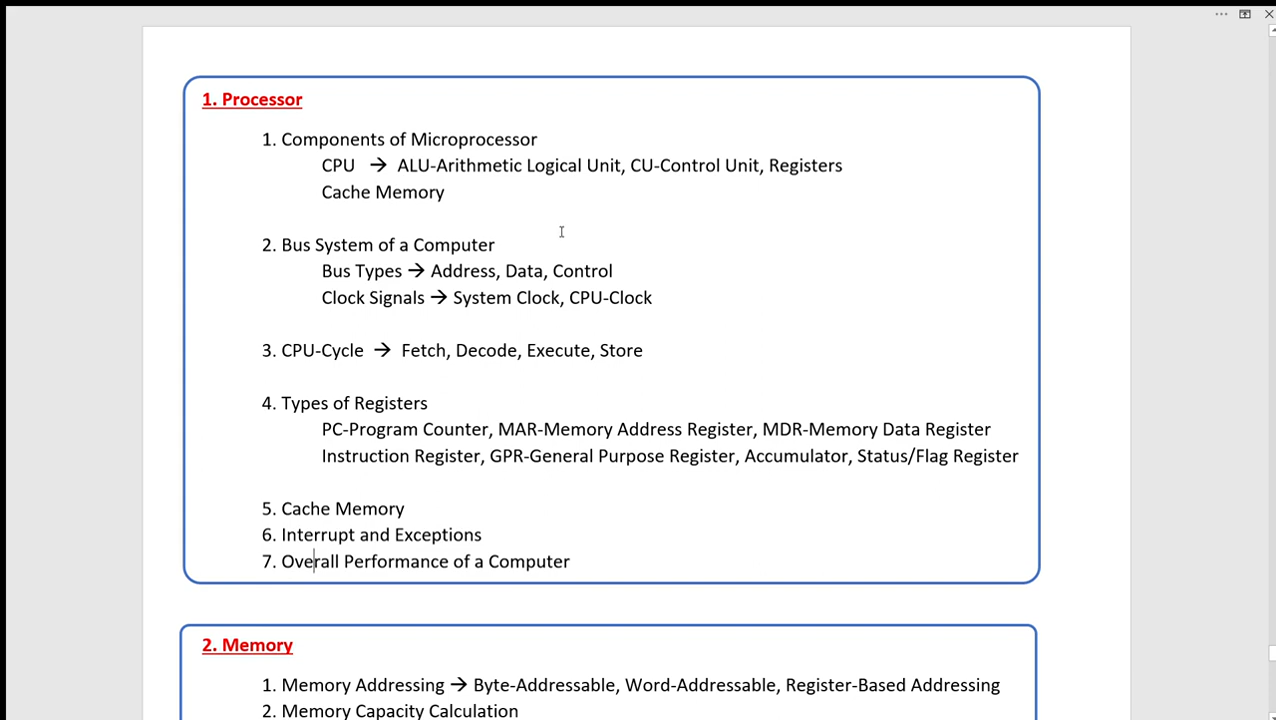 1. Processor
1. Components of Microprocessor
CPU → ALU-Arithmetic Logical Unit, CU-Control Unit, Registers
Cache Memory
2. Bus System of a Computer
Bus Types → Address, Data, Control
Clock Signals → System Clock, CPU-Clock
3. CPU-Cycle → Fetch, Decode, Execute, Store
4. Types of Registers
PC-Program Counter, MAR-Memory Address Register, MDR-Memory Data Register
Instruction Register, GPR-General Purpose Register, Accumulator, Status/Flag Register
5. Cache Memory
6. Interrupt and Exceptions
7. Overall Performance of a Computer
2. Memory
1. Memory Addressing → Byte-Addressable, Word-Addressable, Register-Based Addressing
2. Memory Capacity Calculation